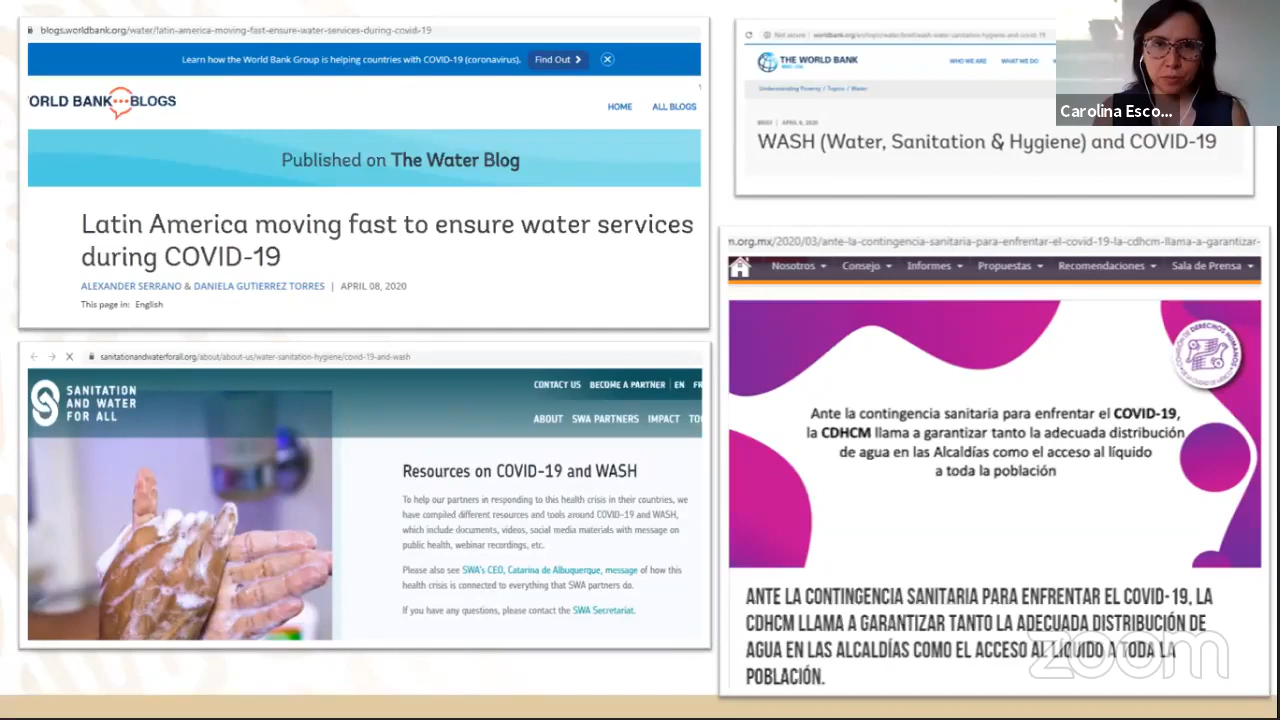 blogs.worldbank.org/water/latin-america-moving-fast-ensure-water-services-during-covid-19
Learn how the World Bank Group is helping countries with COVID-19 (coronavirus). Find Out
ORLD BANK BLOGS
HOME ALL BLOGS
Published on The Water Blog
Latin America moving fast to ensure water services
during COVID-19
ALEXANDER SERRANO & DANIELA GUTIERREZ TORRES | APRIL 08, 2020
This page in: English
Not secure
THE WORLD BANK
WHO WE ARE WHAT WE DO
Understanding Poverty / Topics / Water
BRIEF | APRIL 6, 2020
WASH (Water, Sanitation & Hygiene) and COVID-19
Carolina Esco...
sanitationandwaterforall.org/about/about-us/water-sanitation-hygiene/covid-19-and-wash
SANITATION
AND WATER
FOR ALL
CONTACT US BECOME A PARTNER EN FR
ABOUT SWA PARTNERS IMPACT TO
Resources on COVID-19 and WASH
To help our partners in responding to this health crisis in their countries, we
have compiled different resources and tools around COVID-19 and WASH,
which include documents, videos, social media materials with message on
public health, webinar recordings, etc.
Please also see SWA's CEO, Catarina de Albuquerque, message of how this
health crisis is connected to everything that SWA partners do.
If you have any questions, please contact the SWA Secretariat.
m.org.mx/2020/03/ante-la-contingencia-sanitaria-para-enfrentar-el-covid-19-la-cdhcm-llama-a-garantizar-
Nosotros Consejo Informes Propuestas Recomendaciones Sala de Prensa
Ante la contingencia sanitaria para enfrentar el COVID-19,
la CDHCM llama a garantizar tanto la adecuada distribución
de agua en las Alcaldías como el acceso al líquido
a toda la población
ANTE LA CONTINGENCIA SANITARIA PARA ENFRENTAR EL COVID-19, LA
CDHCM LLAMA A GARANTIZAR TANTO LA ADECUADA DISTRIBUCIÓN DE
AGUA EN LAS ALCALDÍAS COMO EL ACCESO AL LÍQUIDO A TODA LA
POBLACIÓN.
zoom